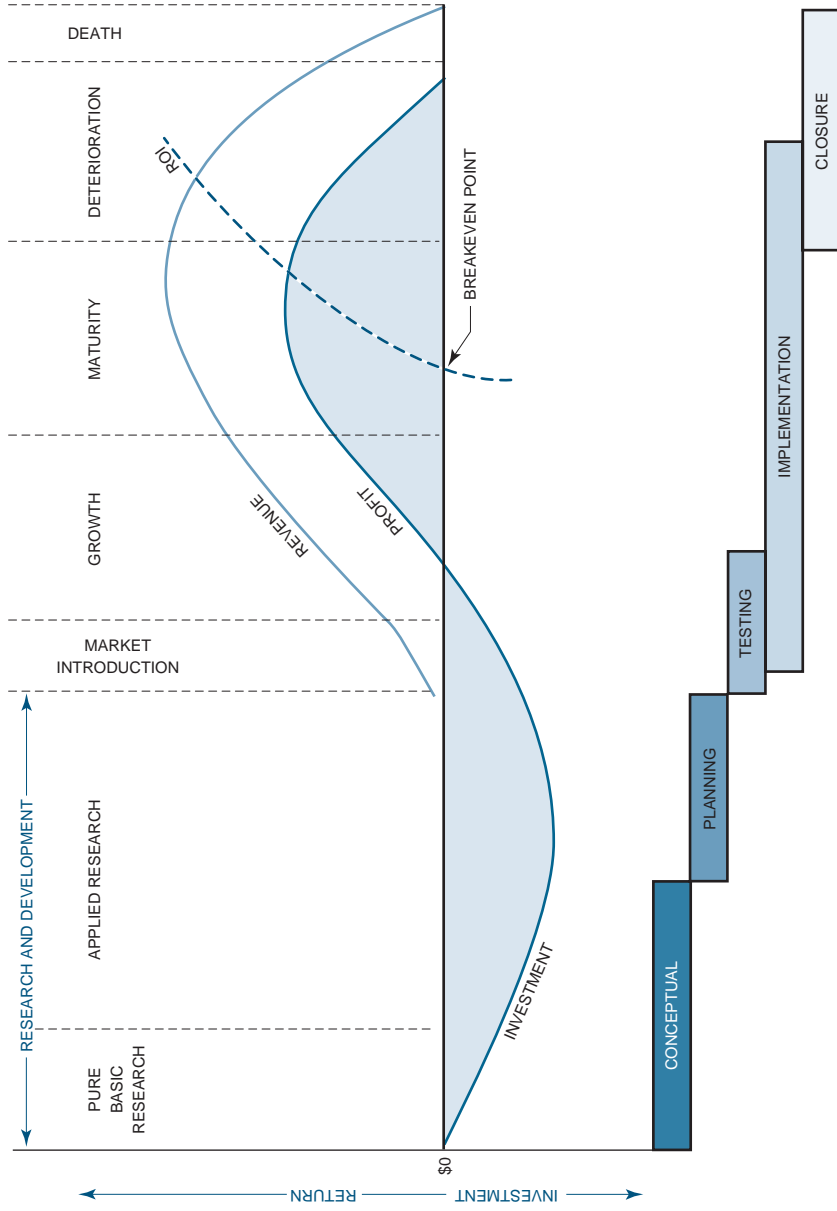 RESEARCH AND DEVELOPMENT
PURE
BASIC
RESEARCH
APPLIED RESEARCH
MARKET
INTRODUCTION
GROWTH
MATURITY
DETERIORATION
DEATH
RETURN
INVESTMENT
$0
INVESTMENT
REVENUE
PROFIT
ROI
BREAKEVEN POINT
CONCEPTUAL
PLANNING
TESTING
IMPLEMENTATION
CLOSURE